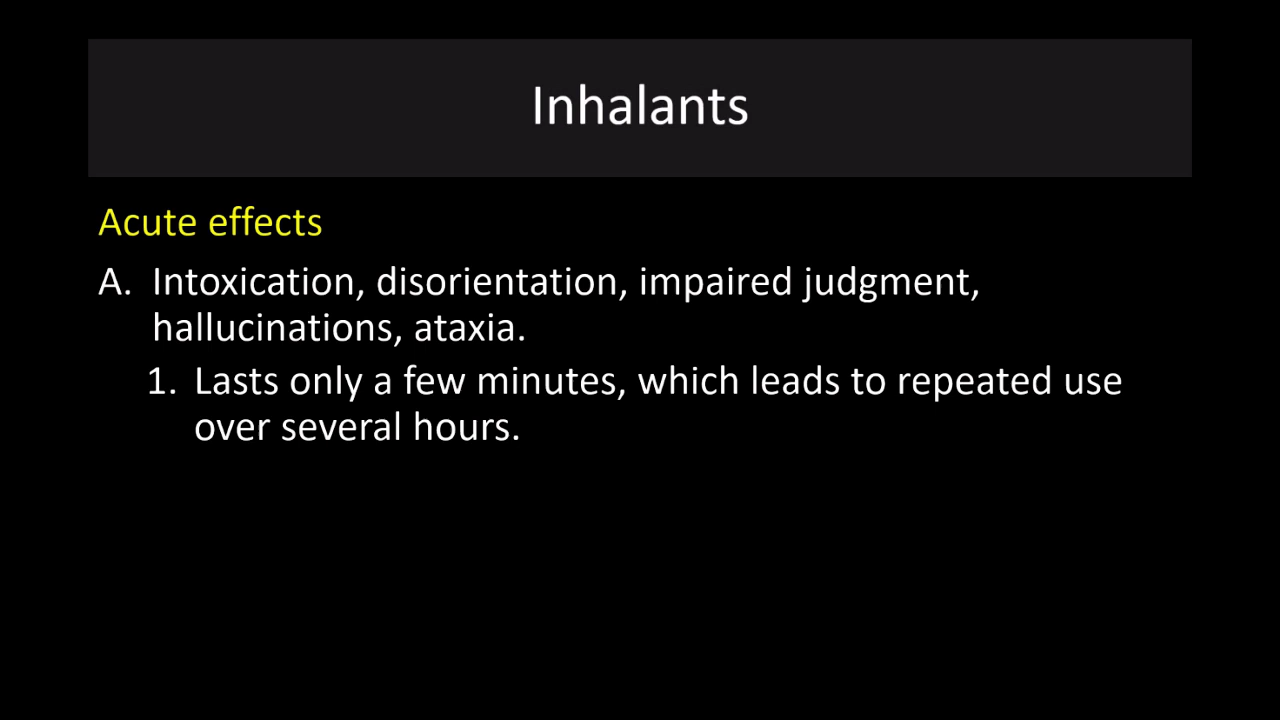 Inhalants
Acute effects
A. Intoxication, disorientation, impaired judgment,
hallucinations, ataxia.
1. Lasts only a few minutes, which leads to repeated use
over several hours.